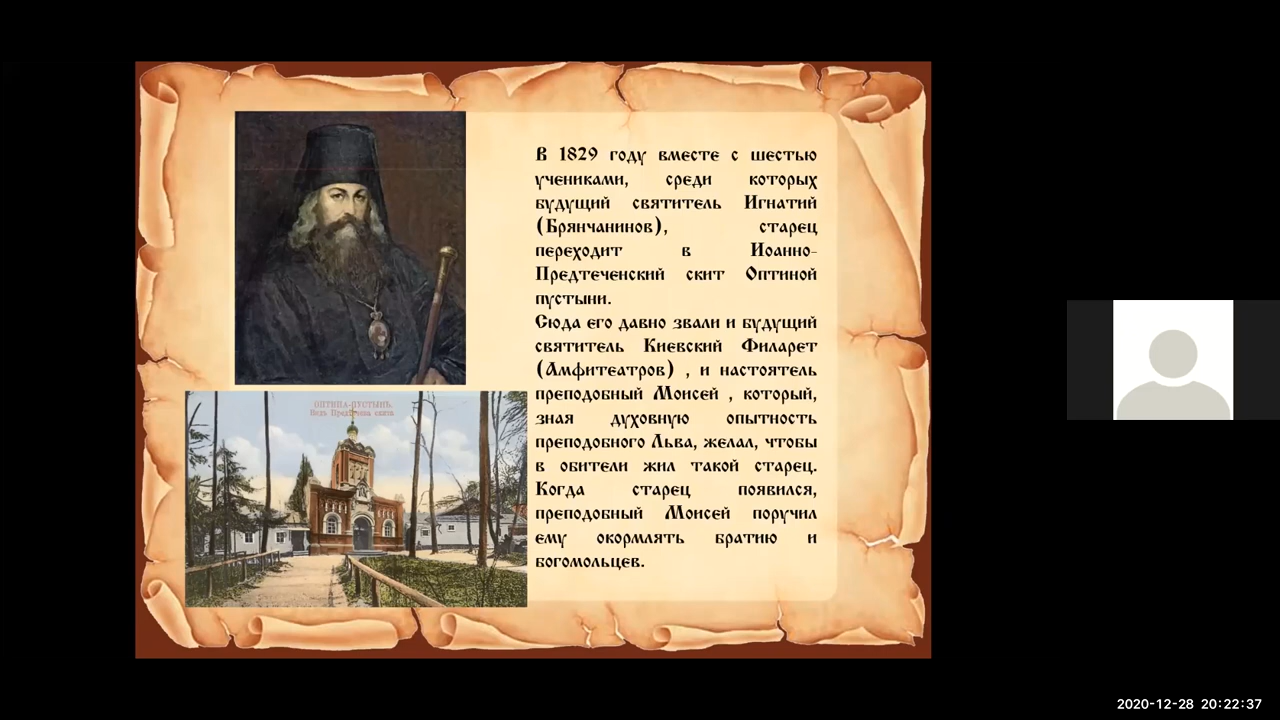 В 1829 году вместе с шестью
учениками, среди которых
будущий святитель Игнатий
(Брянчанинов), старец
переходит в Иоанно-
Предтеченский скит Оптиной
пустыни.
Сюда его давно звали и будущий
святитель Киевский Филарет
(Амфитеатров) , и настоятель
преподобный Моисей , который,
зная духовную опытность
преподобного Льва, желал, чтобы
в обители жил такой старец.
Когда старец появился,
преподобный Моисей поручил
ему окормлять братию и
богомольцев.
ОПТИНА-ПУСТЫНЬ.
скита
2020-12-28 20:22:37